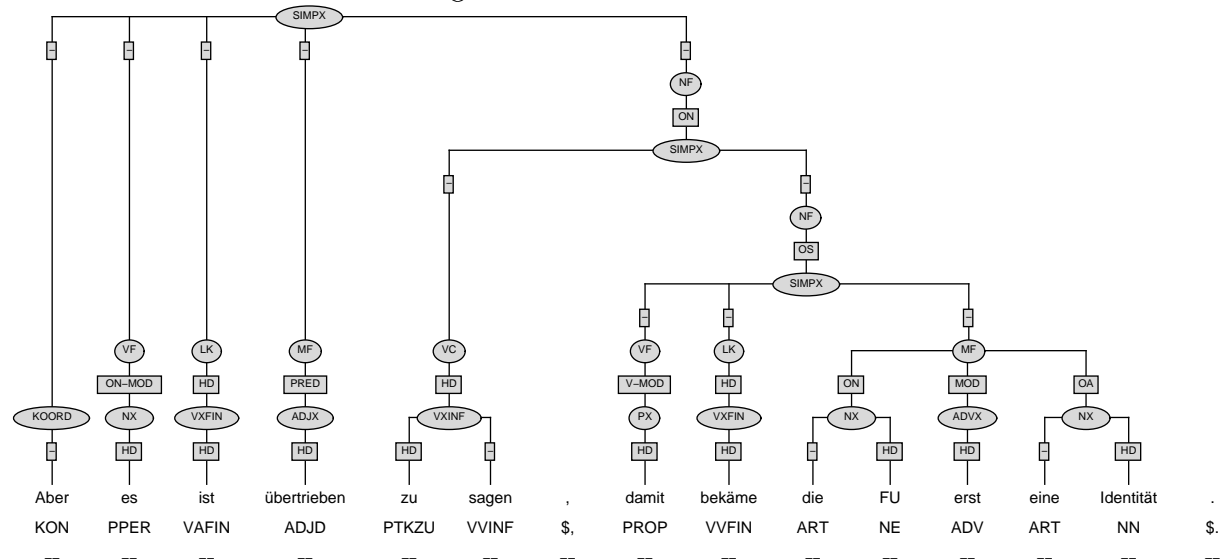 SIMPX
– – – – –
NF
ON
SIMPX
– –
NF
OS
SIMPX
– – –
VF LK MF VC VF LK MF
ON–MOD HD PRED HD V–MOD HD ON MOD OA
KOORD NX VXFIN ADJX VXINF PX VXFIN NX ADVX NX
– HD HD HD HD – HD HD – HD HD – HD
Aber es ist übertrieben zu sagen , damit bekäme die FU erst eine Identität .
KON PPER VAFIN ADJD PTKZU VVINF $, PROP VVFIN ART NE ADV ART NN $.
-- -- -- -- -- -- -- -- -- -- -- -- -- -- --